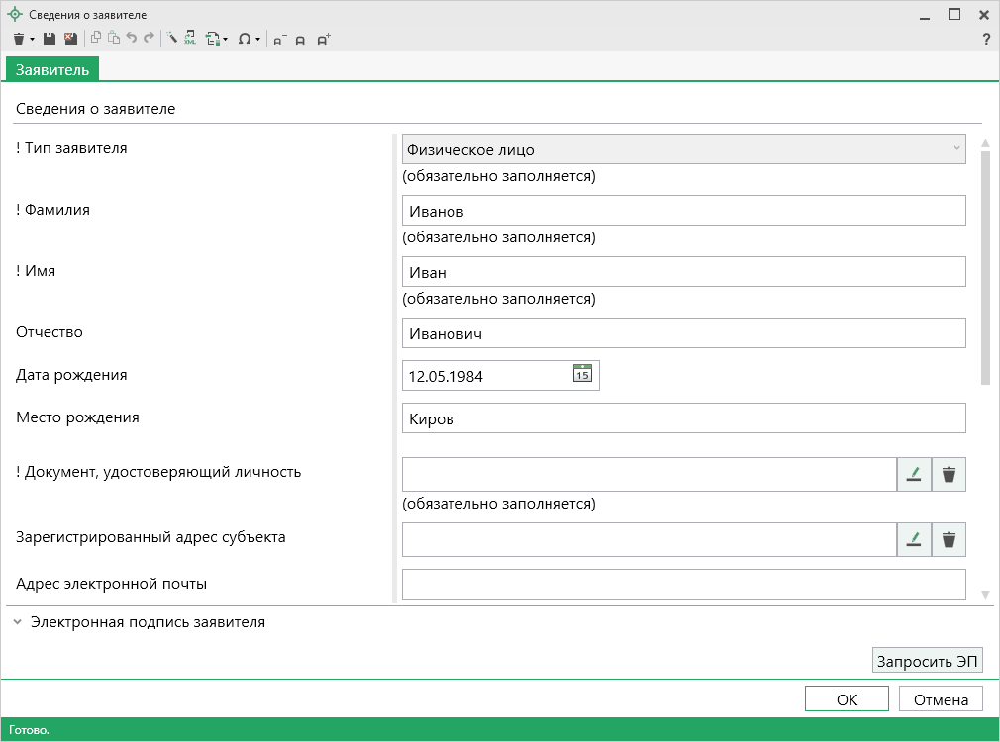 Сведения о заявителе
?
Заявитель
Сведения о заявителе
! Тип заявителя
Физическое лицо
(обязательно заполняется)
! Фамилия
Иванов
(обязательно заполняется)
! Имя
Иван
(обязательно заполняется)
Отчество
Иванович
Дата рождения
12.05.1984
15
Место рождения
Киров
! Документ, удостоверяющий личность
(обязательно заполняется)
Зарегистрированный адрес субъекта
Адрес электронной почты
Электронная подпись заявителя
Запросить ЭП
ОК
Отмена
Готово.